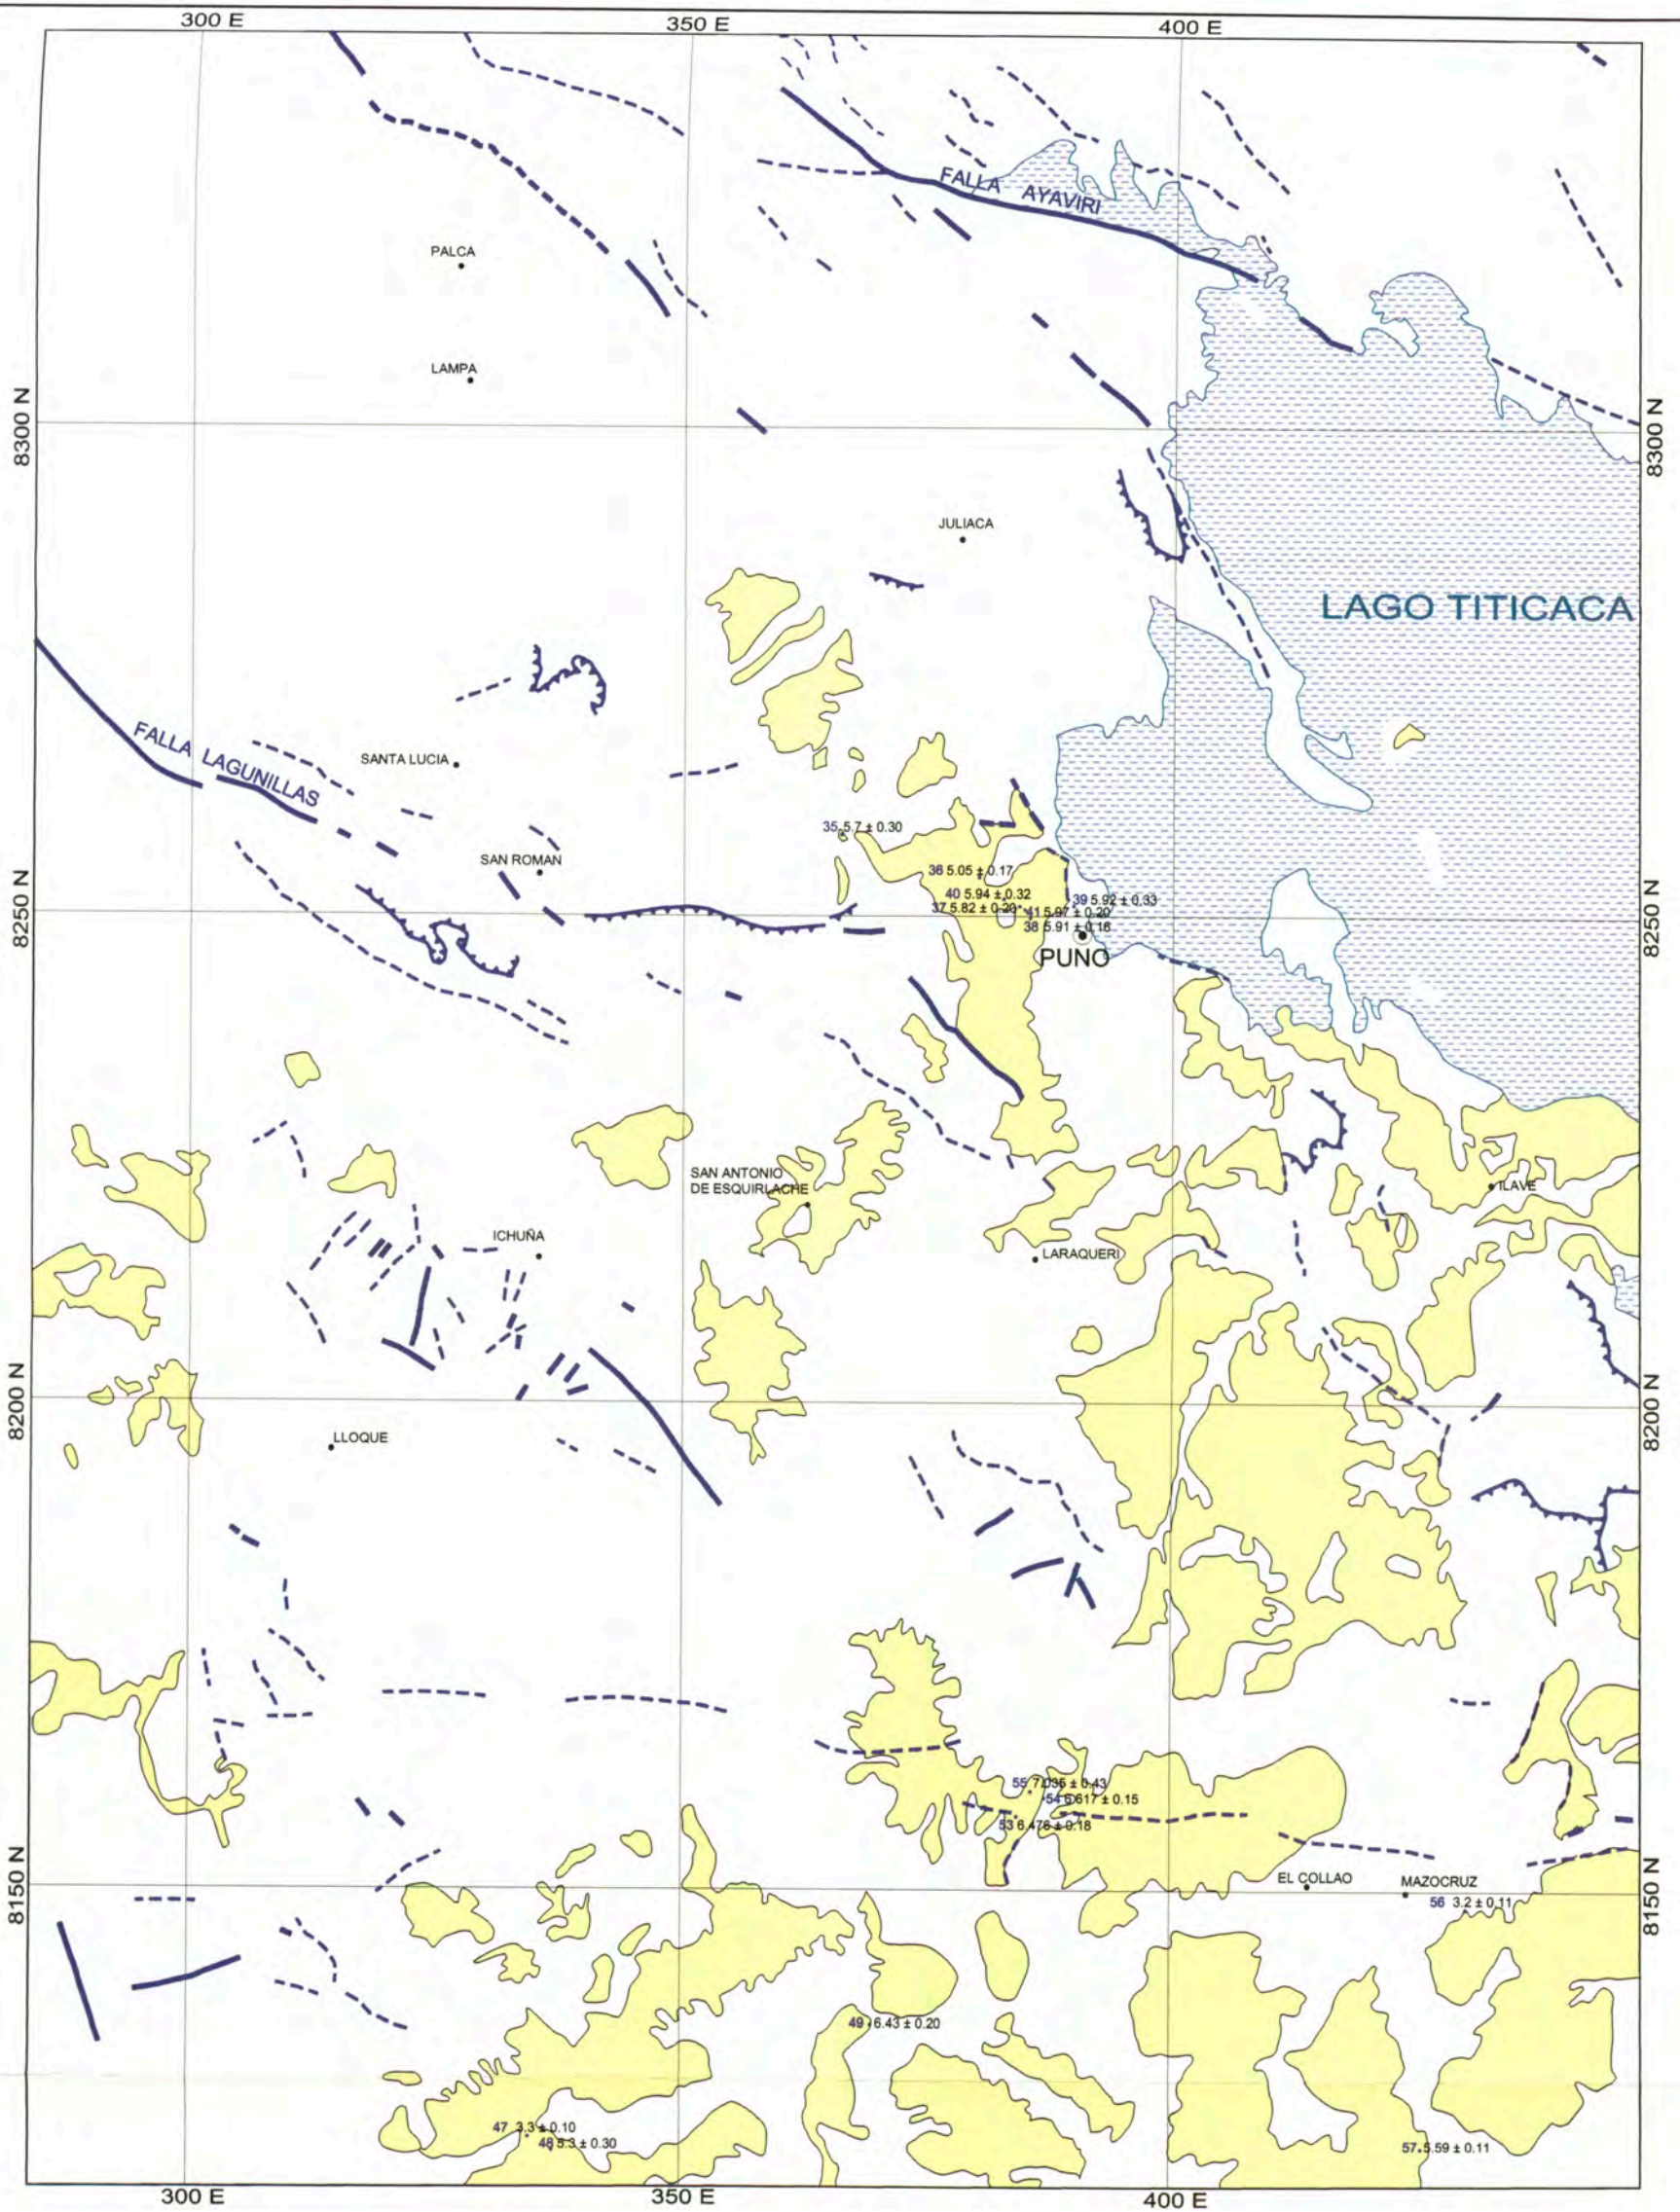 300 E
350 E
400 E
FALLA AYAVIRI
PALCA
LAMPA
8300 N
8300 N
JULIACA
LAGO TITICACA
FALLA LAGUNILLAS
SANTA LUCIA
35 5.7 ± 0.30
SAN ROMAN
36 5.05 ± 0.17
40 5.94 ± 0.32
39 5.92 ± 0.33
37 5.82 ± 0.20
41 5.97 ± 0.20
38 5.91 ± 0.16
8250 N
8250 N
PUNO
SAN ANTONIO
DE ESQUIRLACHE
ILAVE
ICHUÑA
LARAQUERI
8200 N
8200 N
LLOQUE
55 7.035 ± 0.43
54 6.617 ± 0.15
53 6.476 ± 0.18
8150 N
8150 N
EL COLLAO
MAZOCRUZ
56 3.2 ± 0.11
49 6.43 ± 0.20
47 3.3 ± 0.10
48 5.3 ± 0.30
57 5.59 ± 0.11
300 E
350 E
400 E